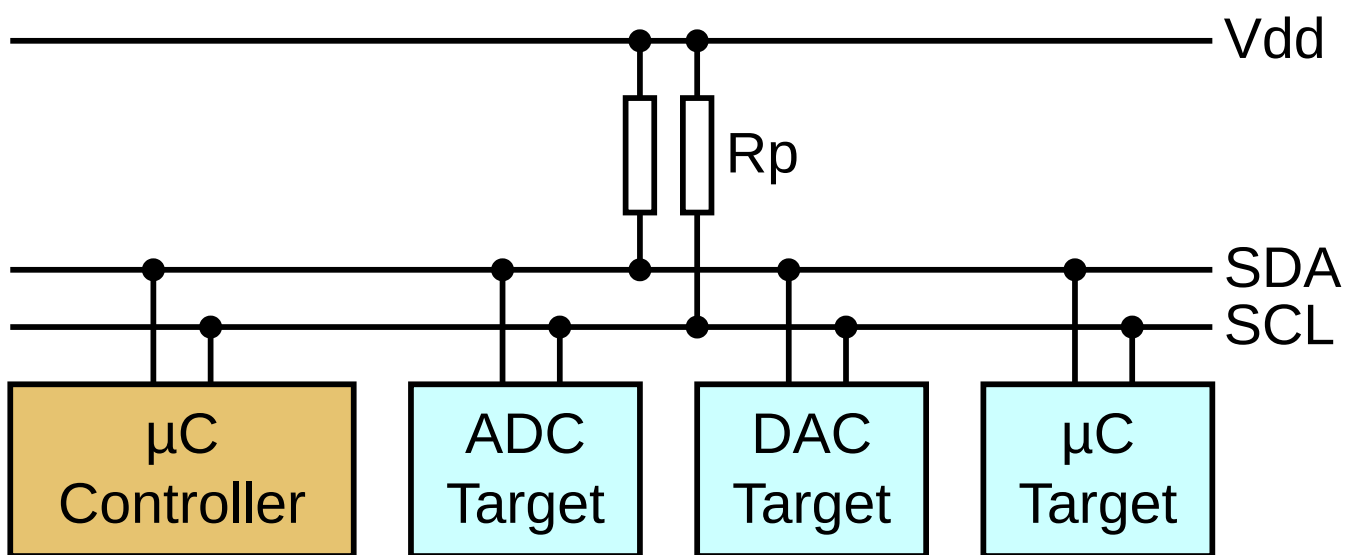 Vdd
Rp
SDA
SCL
µC
Controller
ADC
Target
DAC
Target
µC
Target